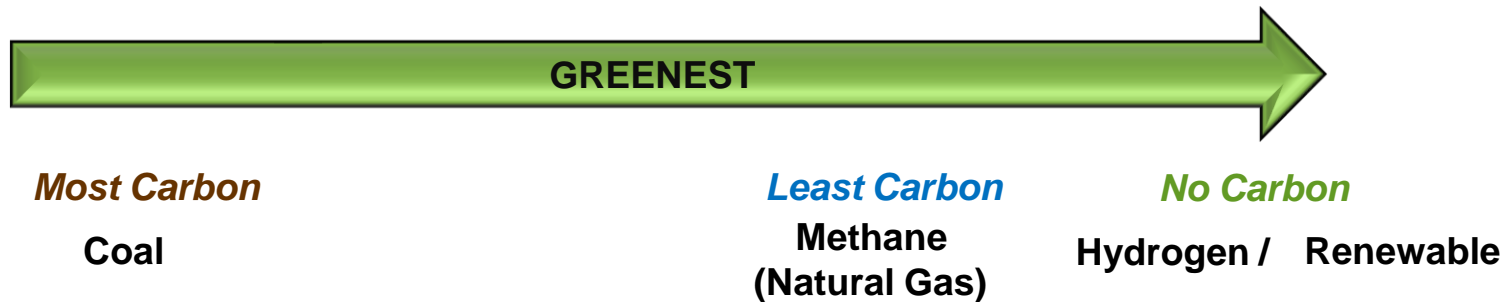 GREENEST
Most Carbon
Least Carbon
No Carbon
Coal
Methane
(Natural Gas)
Hydrogen / Renewable